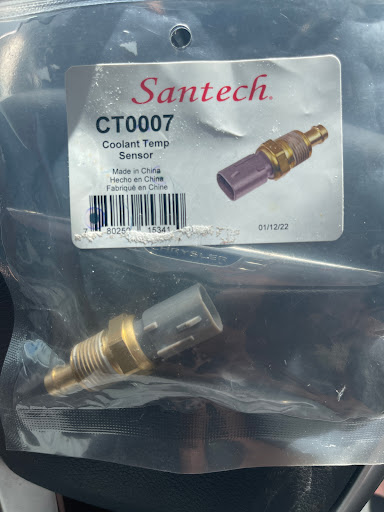 Santech®
CT0007
Coolant Temp
Sensor
Made in China
Hecho en China
Fabriqué en Chine
01/12/22